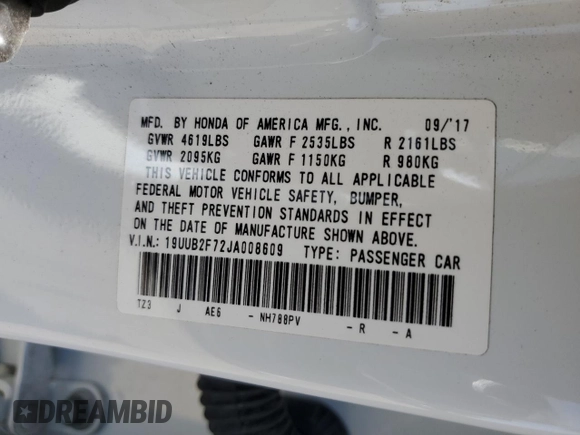 MFD. BY HONDA OF AMERICA MFG., INC. 09/'17
GVWR 4619LBS GAWR F 2535LBS R 2161LBS
GVWR 2095KG GAWR F 1150KG R 980KG
THIS VEHICLE CONFORMS TO ALL APPLICABLE
FEDERAL MOTOR VEHICLE SAFETY, BUMPER,
AND THEFT PREVENTION STANDARDS IN EFFECT
ON THE DATE OF MANUFACTURE SHOWN ABOVE.
V.I.N.: 19UUB2F72JA008609 TYPE: PASSENGER CAR
TZ3 J AE6 - NH788PV - R - A
DREAMBID